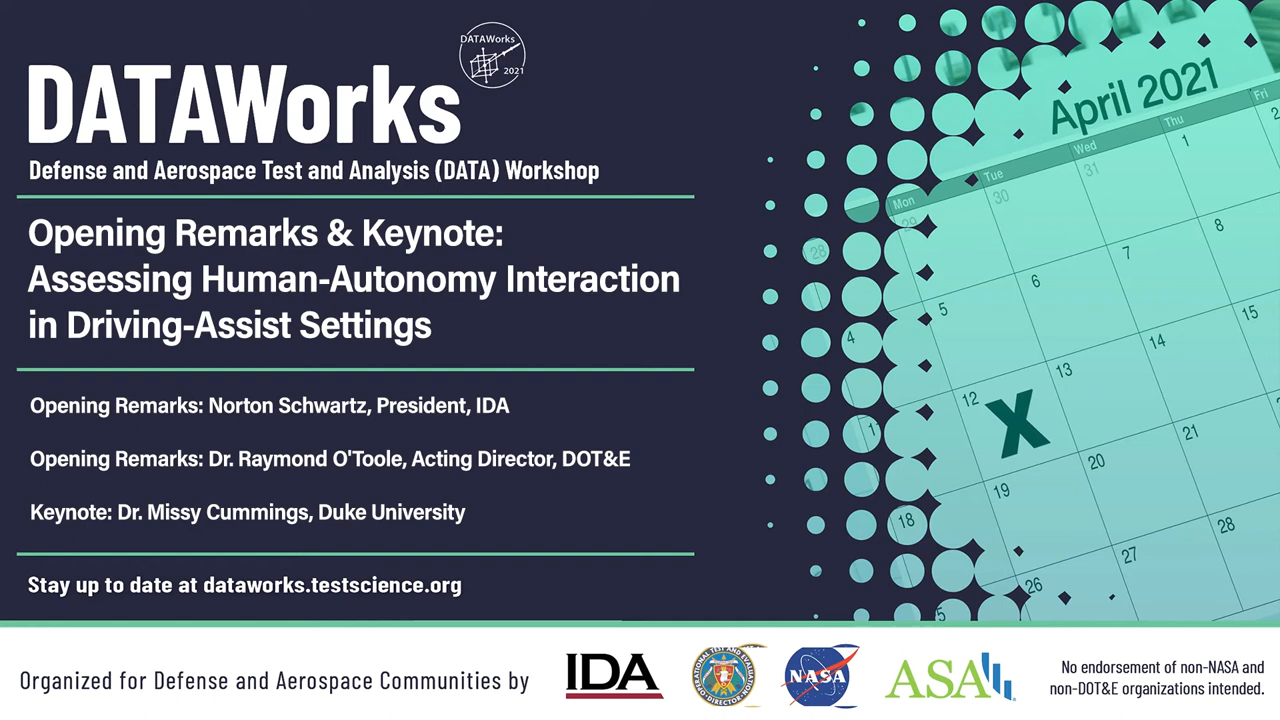 DATAWorks
DATAWorks
2021
Defense and Aerospace Test and Analysis (DATA) Workshop
Opening Remarks & Keynote:
Assessing Human-Autonomy Interaction
in Driving-Assist Settings
Opening Remarks: Norton Schwartz, President, IDA
Opening Remarks: Dr. Raymond O'Toole, Acting Director, DOT&E
Keynote: Dr. Missy Cummings, Duke University
Stay up to date at dataworks.testscience.org
April 2021
Mon Tue Wed Thu Fri
28 29 30 31 1
4 5 6 7 8
12 13 14 15
X
18 19 20 21
26 27 28
Organized for Defense and Aerospace Communities by
IDA
NASA
ASA
No endorsement of non-NASA and
non-DOT&E organizations intended.